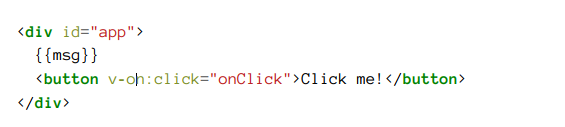 <div id="app">
{{msg}}
<button v-on:click="onClick">Click me!</button>
</div>